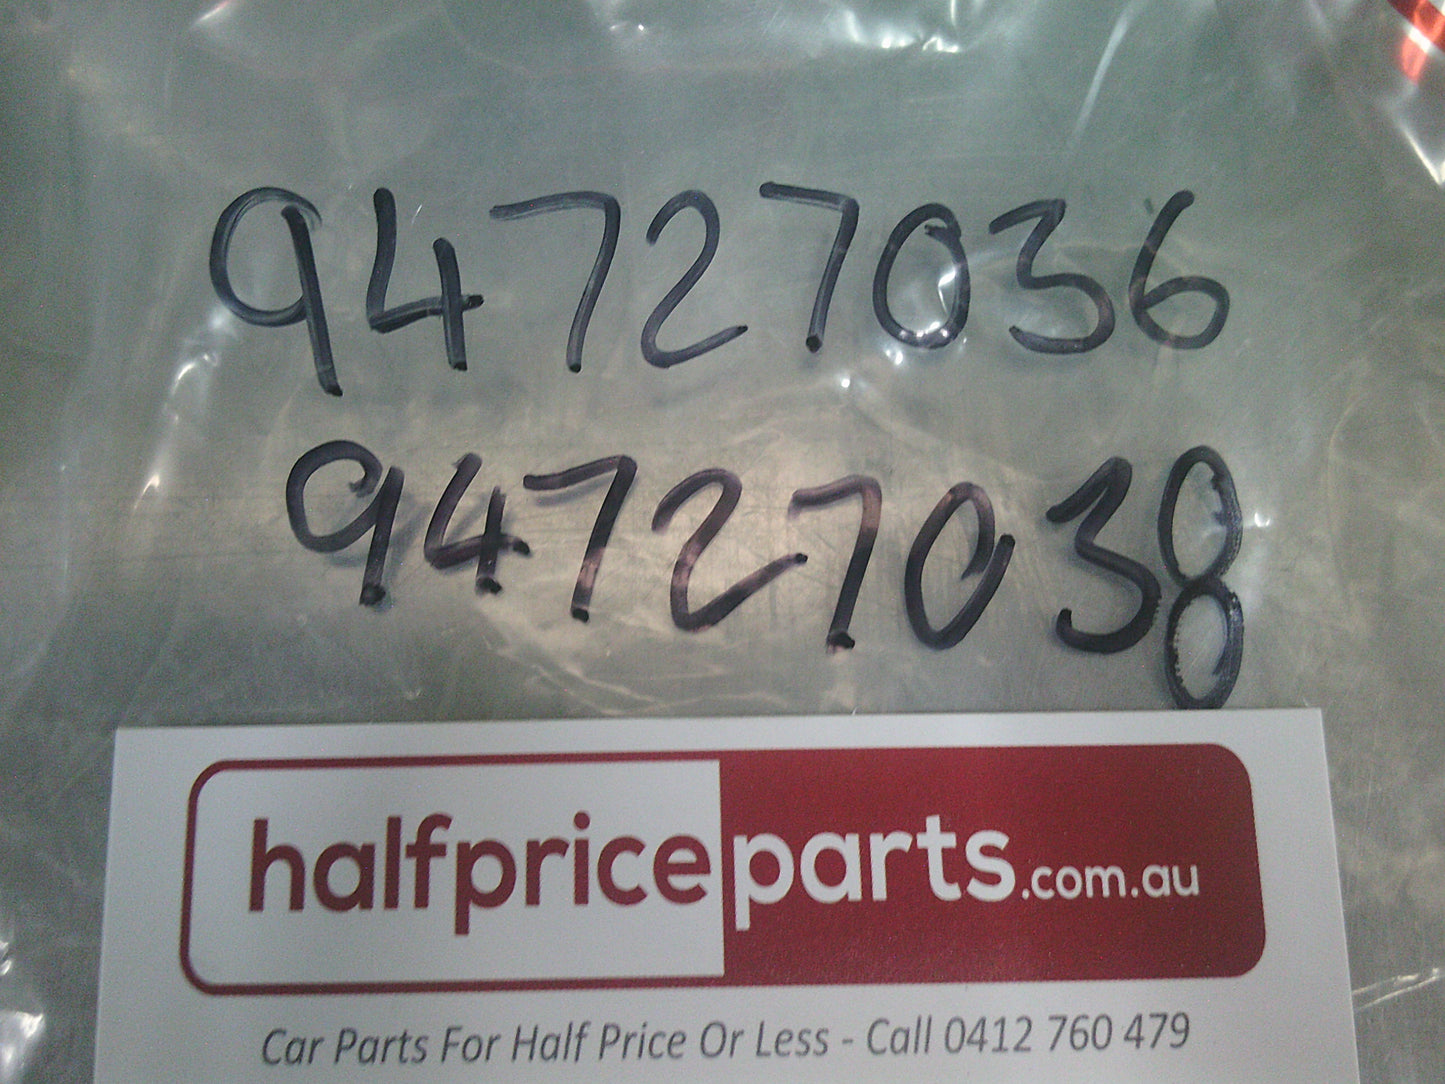 94727036
94727038
halfpriceparts.com.au
Car Parts For Half Price Or Less - Call 0412 760 479